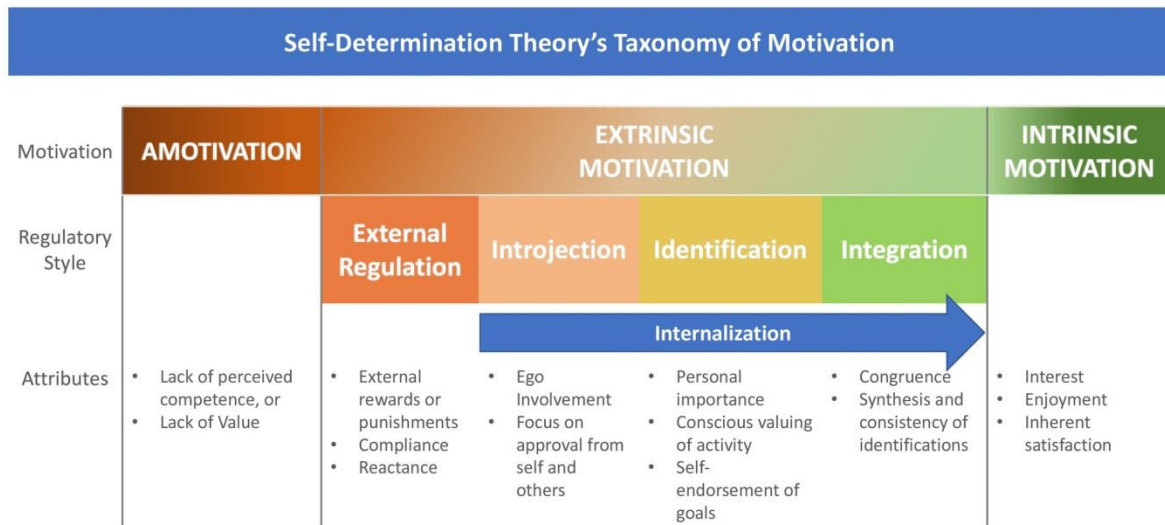 Self-Determination Theory's Taxonomy of Motivation
Motivation
AMOTIVATION
EXTRINSIC
MOTIVATION
INTRINSIC
MOTIVATION
Regulatory
Style
External
Regulation
Introjection
Identification
Integration
Internalization
Attributes
• Lack of perceived
competence, or
• Lack of Value
• External
rewards or
punishments
• Compliance
• Reactance
• Ego
Involvement
• Focus on
approval from
self and
others
• Personal
importance
• Conscious valuing
of activity
• Self-
endorsement of
goals
• Congruence
• Synthesis and
consistency of
identifications
• Interest
• Enjoyment
• Inherent
satisfaction